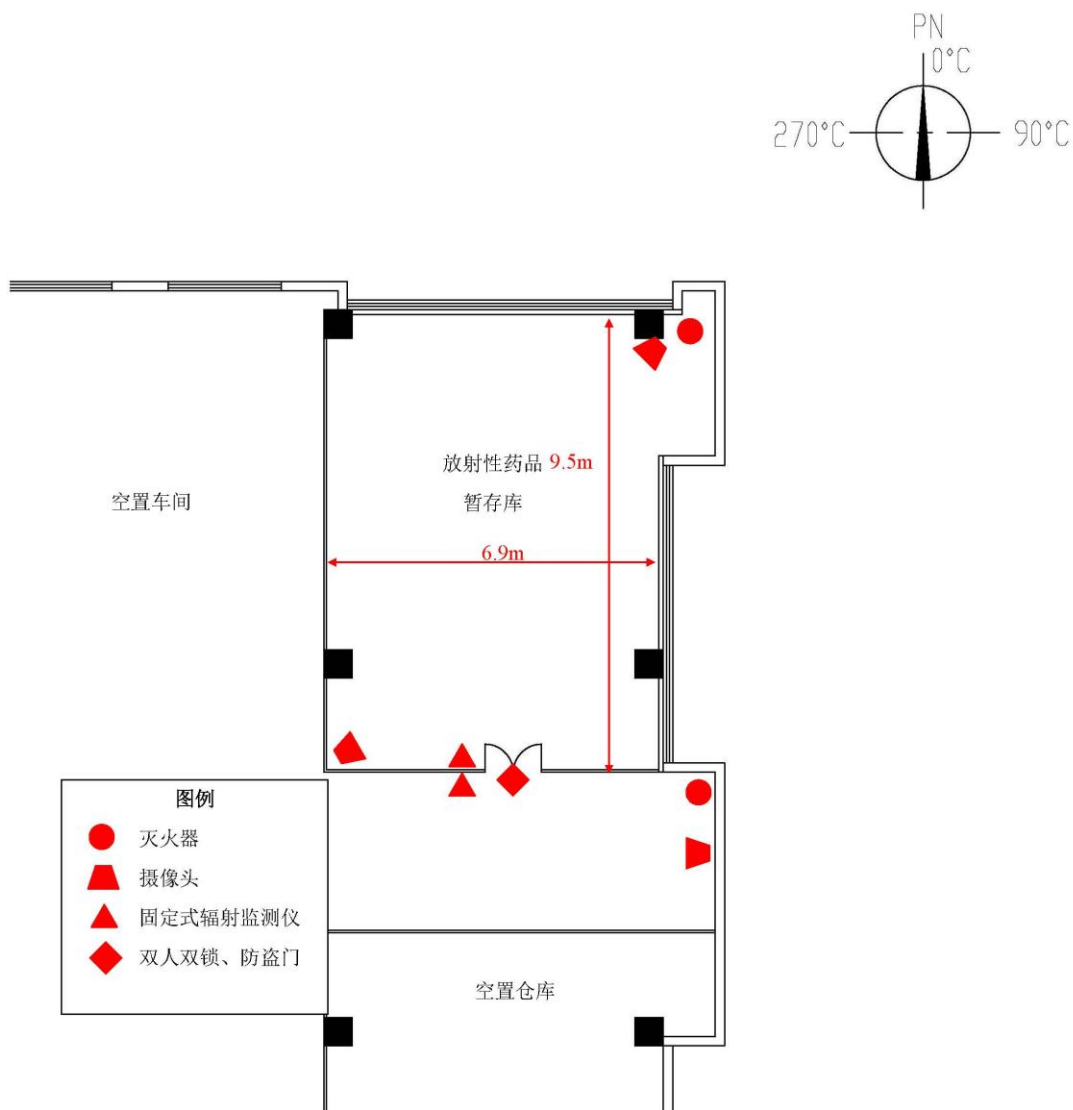 PN
0°C
270°C
90°C
放射性药品 9.5m
暂存库
空置车间
6.9m
图例
灭火器
摄像头
固定式辐射监测仪
双人双锁、防盗门
空置仓库